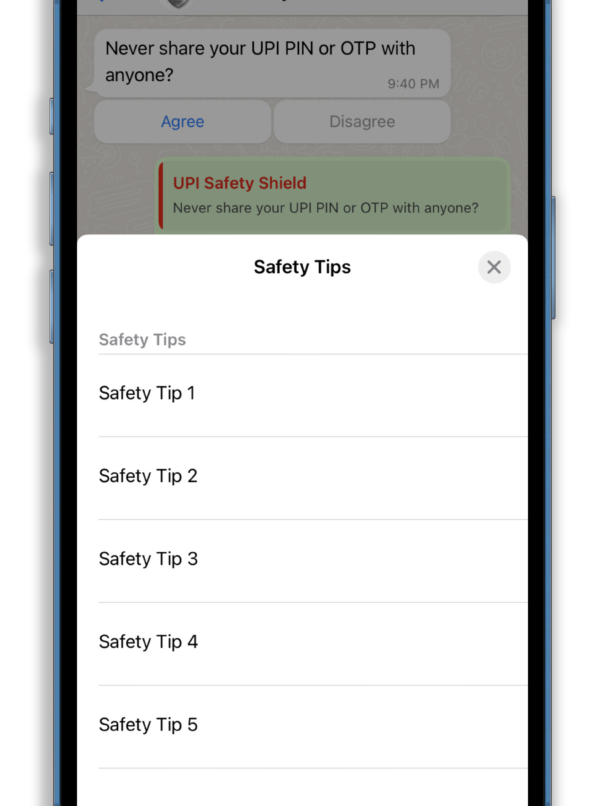 Never share your UPI PIN or OTP with
anyone?
9:40 PM
Agree
Disagree
UPI Safety Shield
Never share your UPI PIN or OTP with anyone?
Safety Tips
Safety Tips
Safety Tip 1
Safety Tip 2
Safety Tip 3
Safety Tip 4
Safety Tip 5